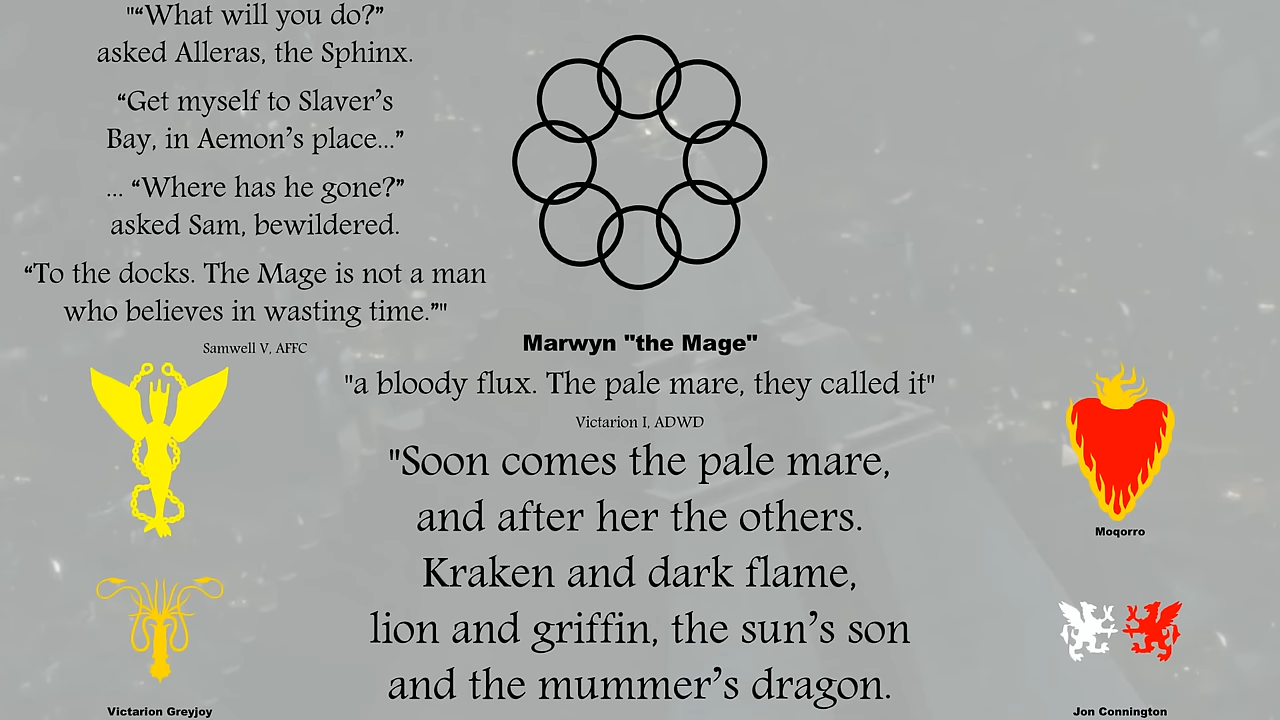 "“What will you do?”
asked Alleras, the Sphinx.
“Get myself to Slaver’s
Bay, in Aemon’s place...”
... “Where has he gone?”
asked Sam, bewildered.
“To the docks. The Mage is not a man
who believes in wasting time.”"
Samwell V, AFFC
Marwyn "the Mage"
"a bloody flux. The pale mare, they called it"
Victarion I, ADWD
"Soon comes the pale mare,
and after her the others.
Kraken and dark flame,
lion and griffin, the sun’s son
and the mummer’s dragon.
Victarion Greyjoy
Moqorro
Jon Connington